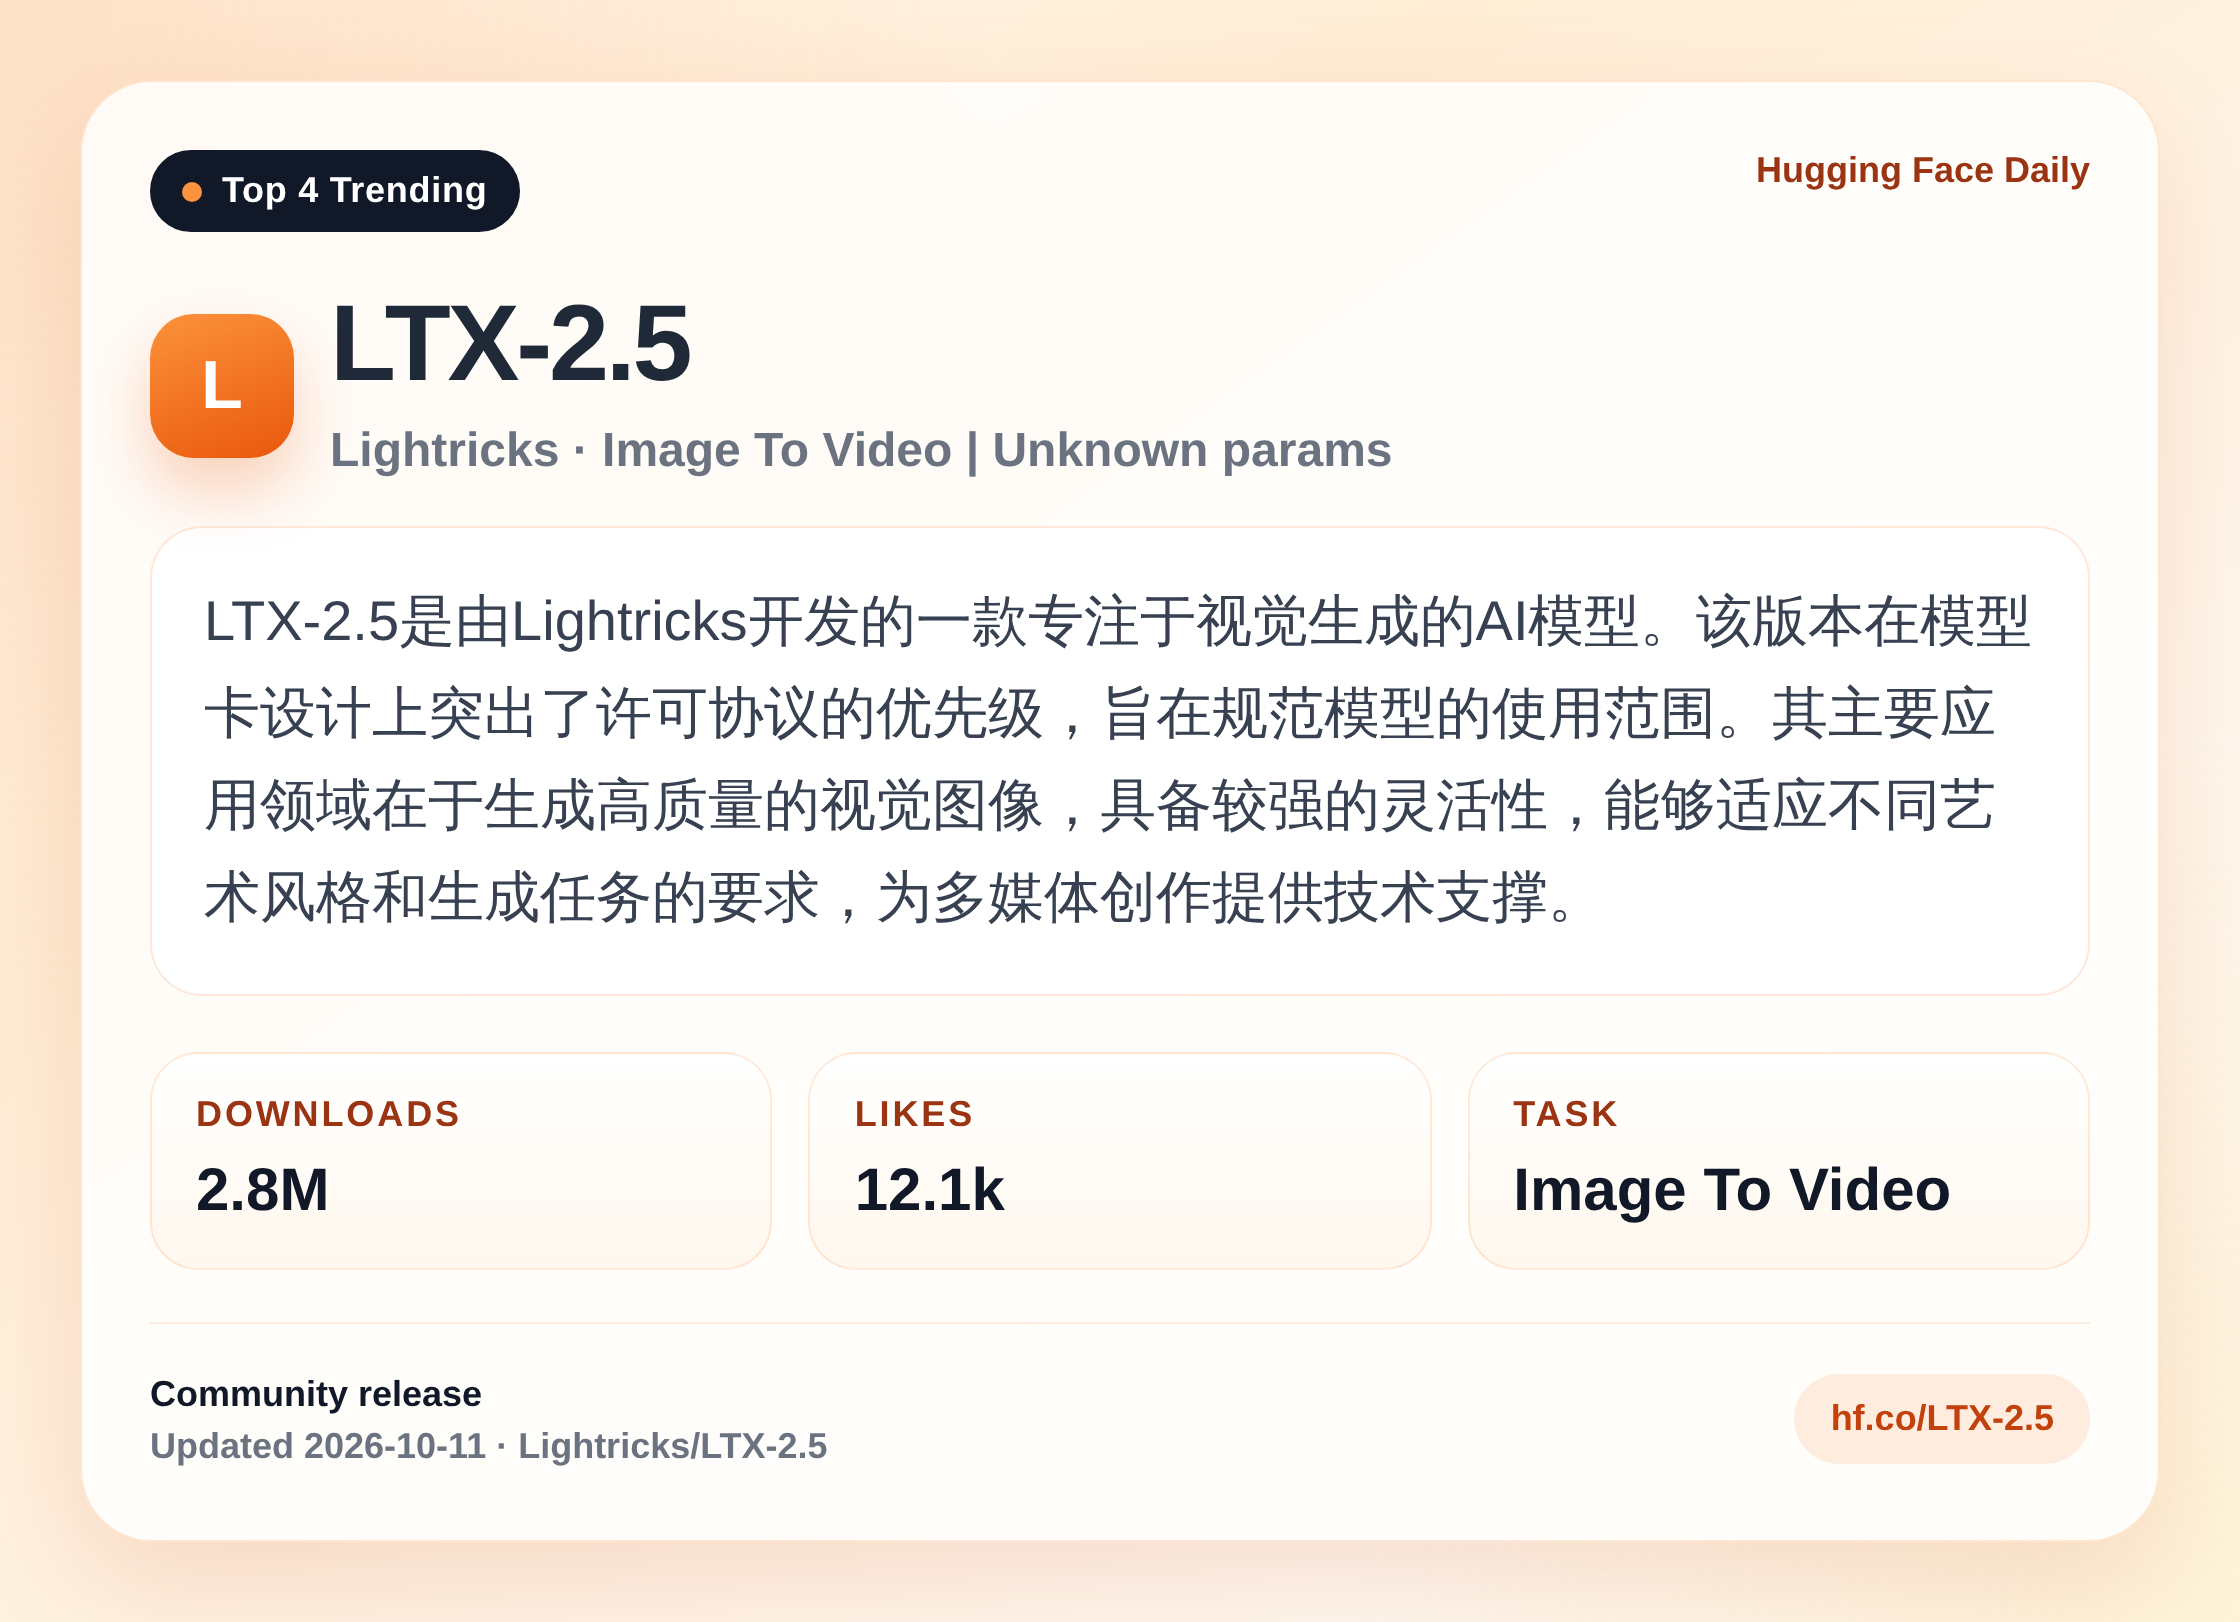 Top 4 Trending
Hugging Face Daily
L
LTX-2.5
Lightricks · Image To Video | Unknown params
LTX-2.5是由Lightricks开发的一款专注于视觉生成的AI模型。该版本在模型
卡设计上突出了许可协议的优先级，旨在规范模型的使用范围。其主要应
用领域在于生成高质量的视觉图像，具备较强的灵活性，能够适应不同艺
术风格和生成任务的要求，为多媒体创作提供技术支撑。
DOWNLOADS
2.8M
LIKES
12.1k
TASK
Image To Video
Community release
Updated 2026-10-11 · Lightricks/LTX-2.5
hf.co/LTX-2.5